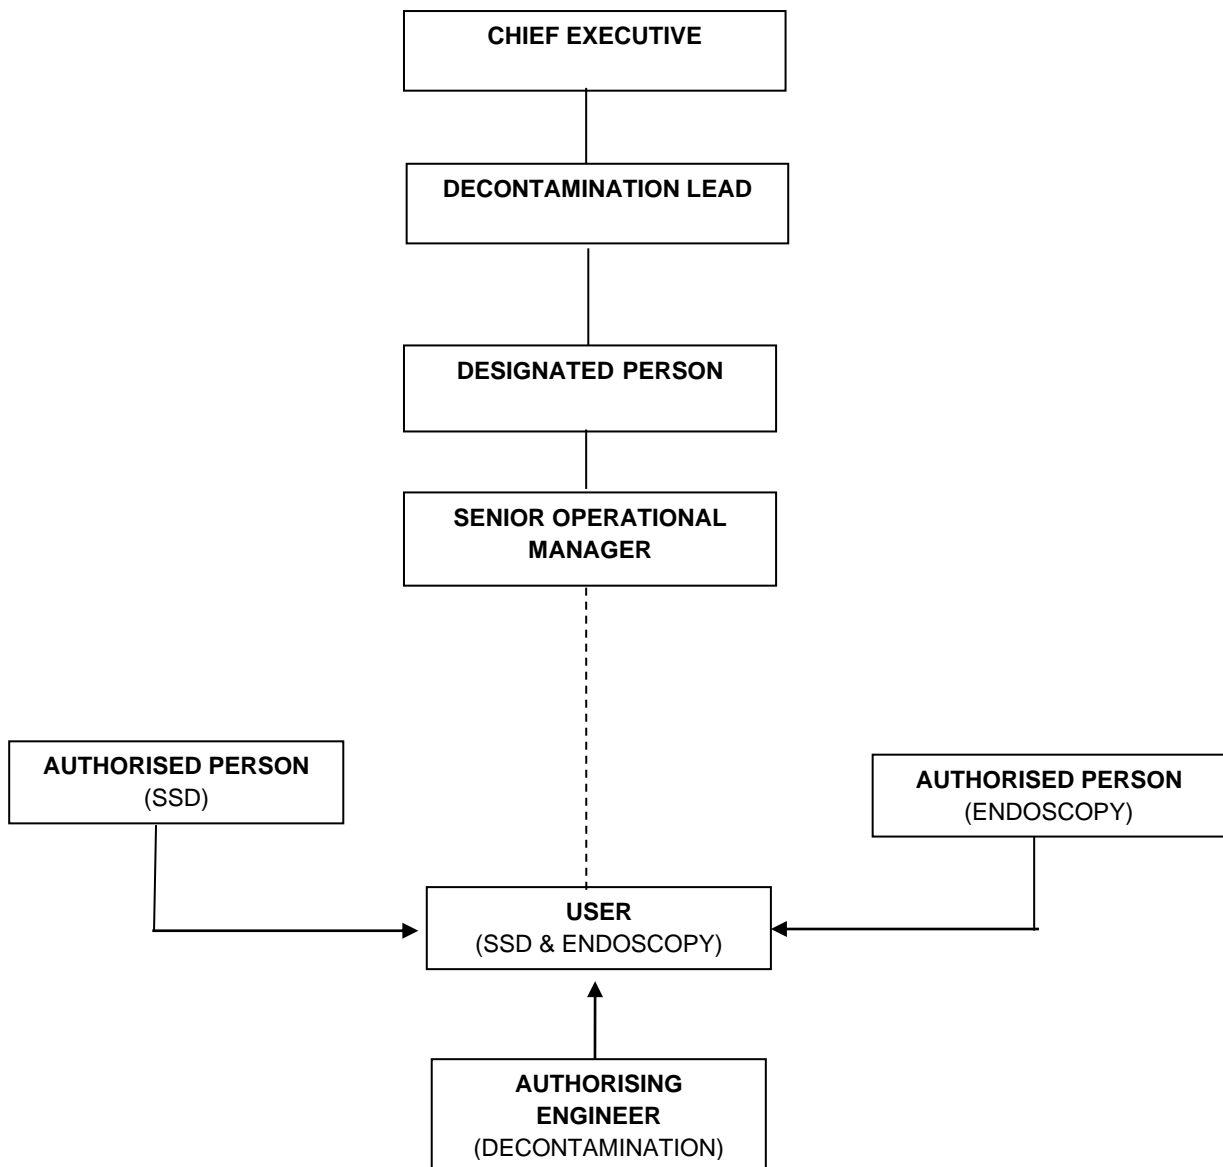 CHIEF EXECUTIVE
DECONTAMINATION LEAD
DESIGNATED PERSON
SENIOR OPERATIONAL
MANAGER
AUTHORISED PERSON
(SSD)
AUTHORISED PERSON
(ENDOSCOPY)
USER
(SSD & ENDOSCOPY)
AUTHORISING
ENGINEER
(DECONTAMINATION)